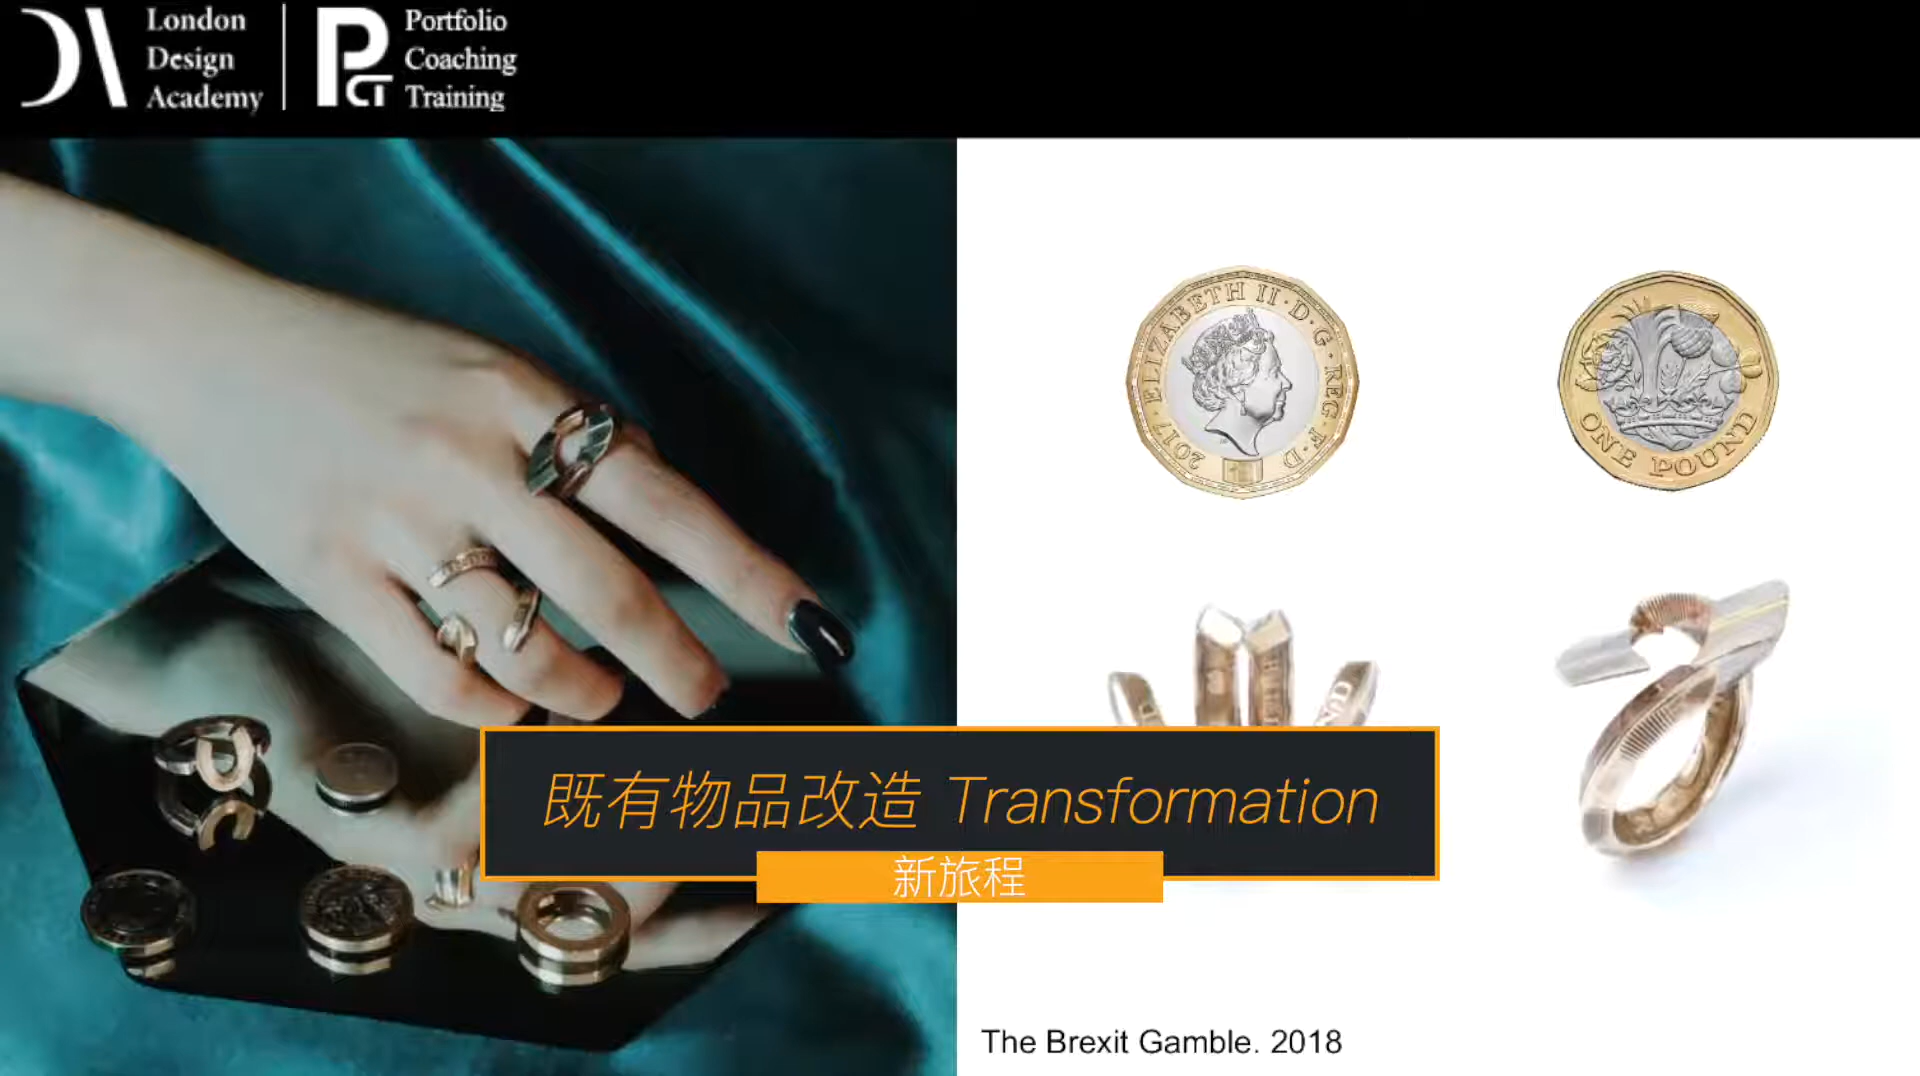 London
Design
Academy
Portfolio
Coaching
Training
2017 · ELIZABETH II · D · G · REG · F · D
ONE POUND
既有物品改造 Transformation
新旅程
The Brexit Gamble. 2018